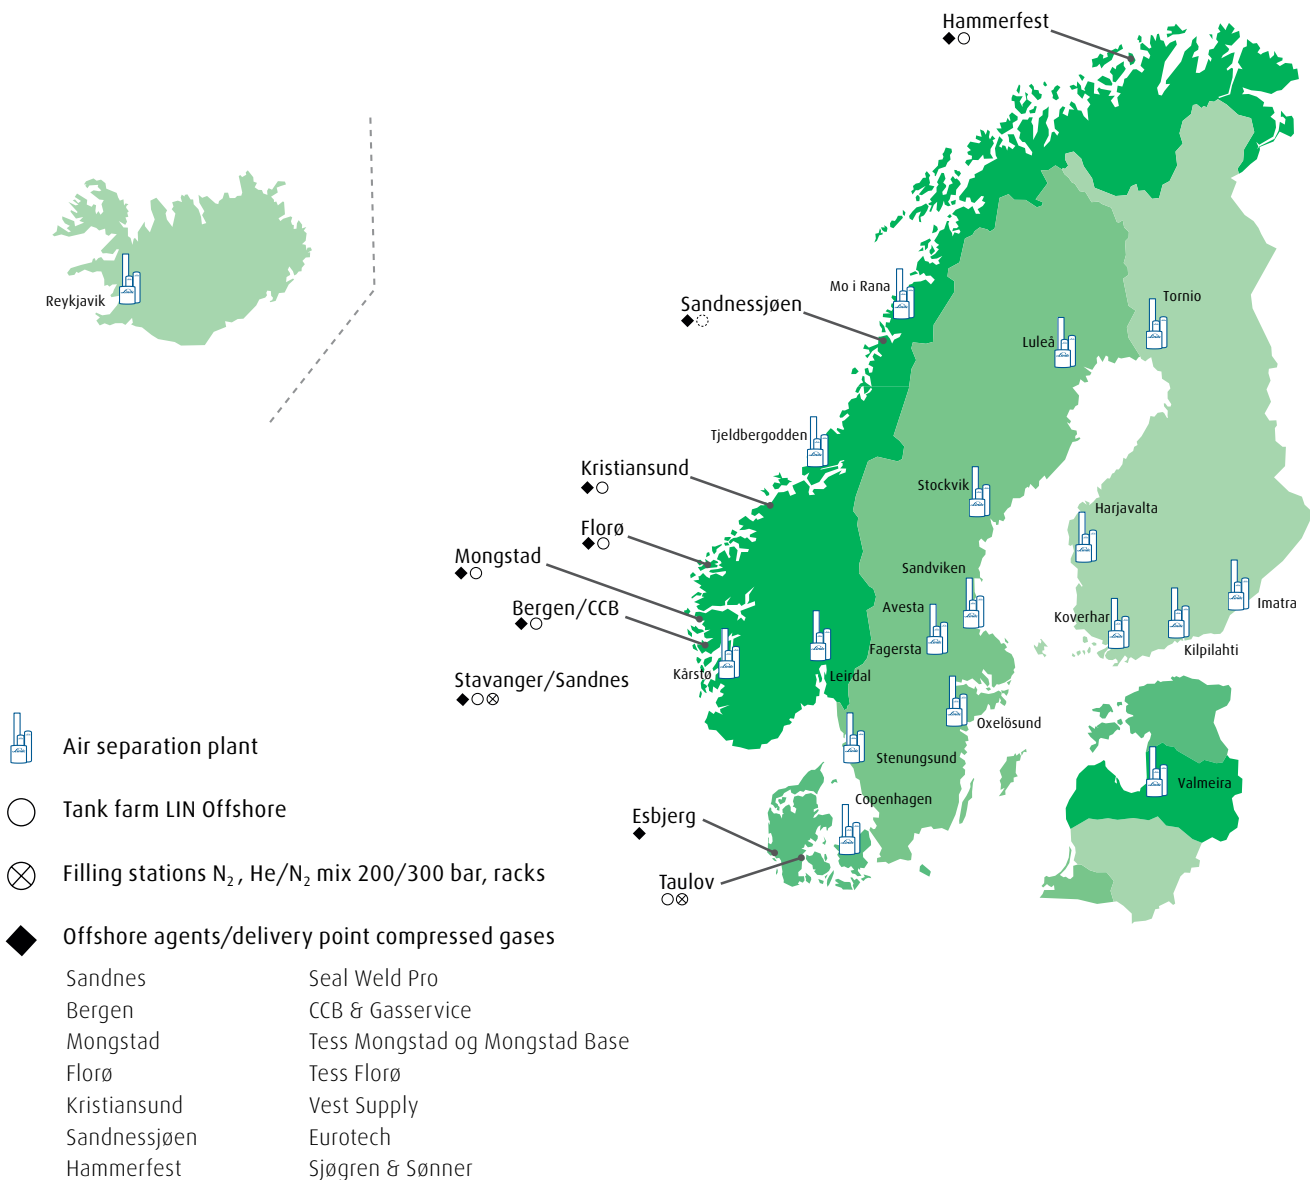 Hammerfest
Reykjavik
Mo i Rana
Sandnessjøen
Tornio
Luleå
Tjeldbergodden
Kristiansund
Stockvik
Harjavalta
Florø
Mongstad
Sandviken
Bergen/CCB
Avesta
Imatra
Koverhar
Fagersta
Kilpilahti
Kårstø
Leirdal
Stavanger/Sandnes
Oxelösund
Stenungsund
Valmeira
Copenhagen
Esbjerg
Taulov
Air separation plant
Tank farm LIN Offshore
Filling stations N₂, He/N₂ mix 200/300 bar, racks
Offshore agents/delivery point compressed gases
Sandnes Seal Weld Pro
Bergen CCB & Gasservice
Mongstad Tess Mongstad og Mongstad Base
Florø Tess Florø
Kristiansund Vest Supply
Sandnessjøen Eurotech
Hammerfest Sjøgren & Sønner